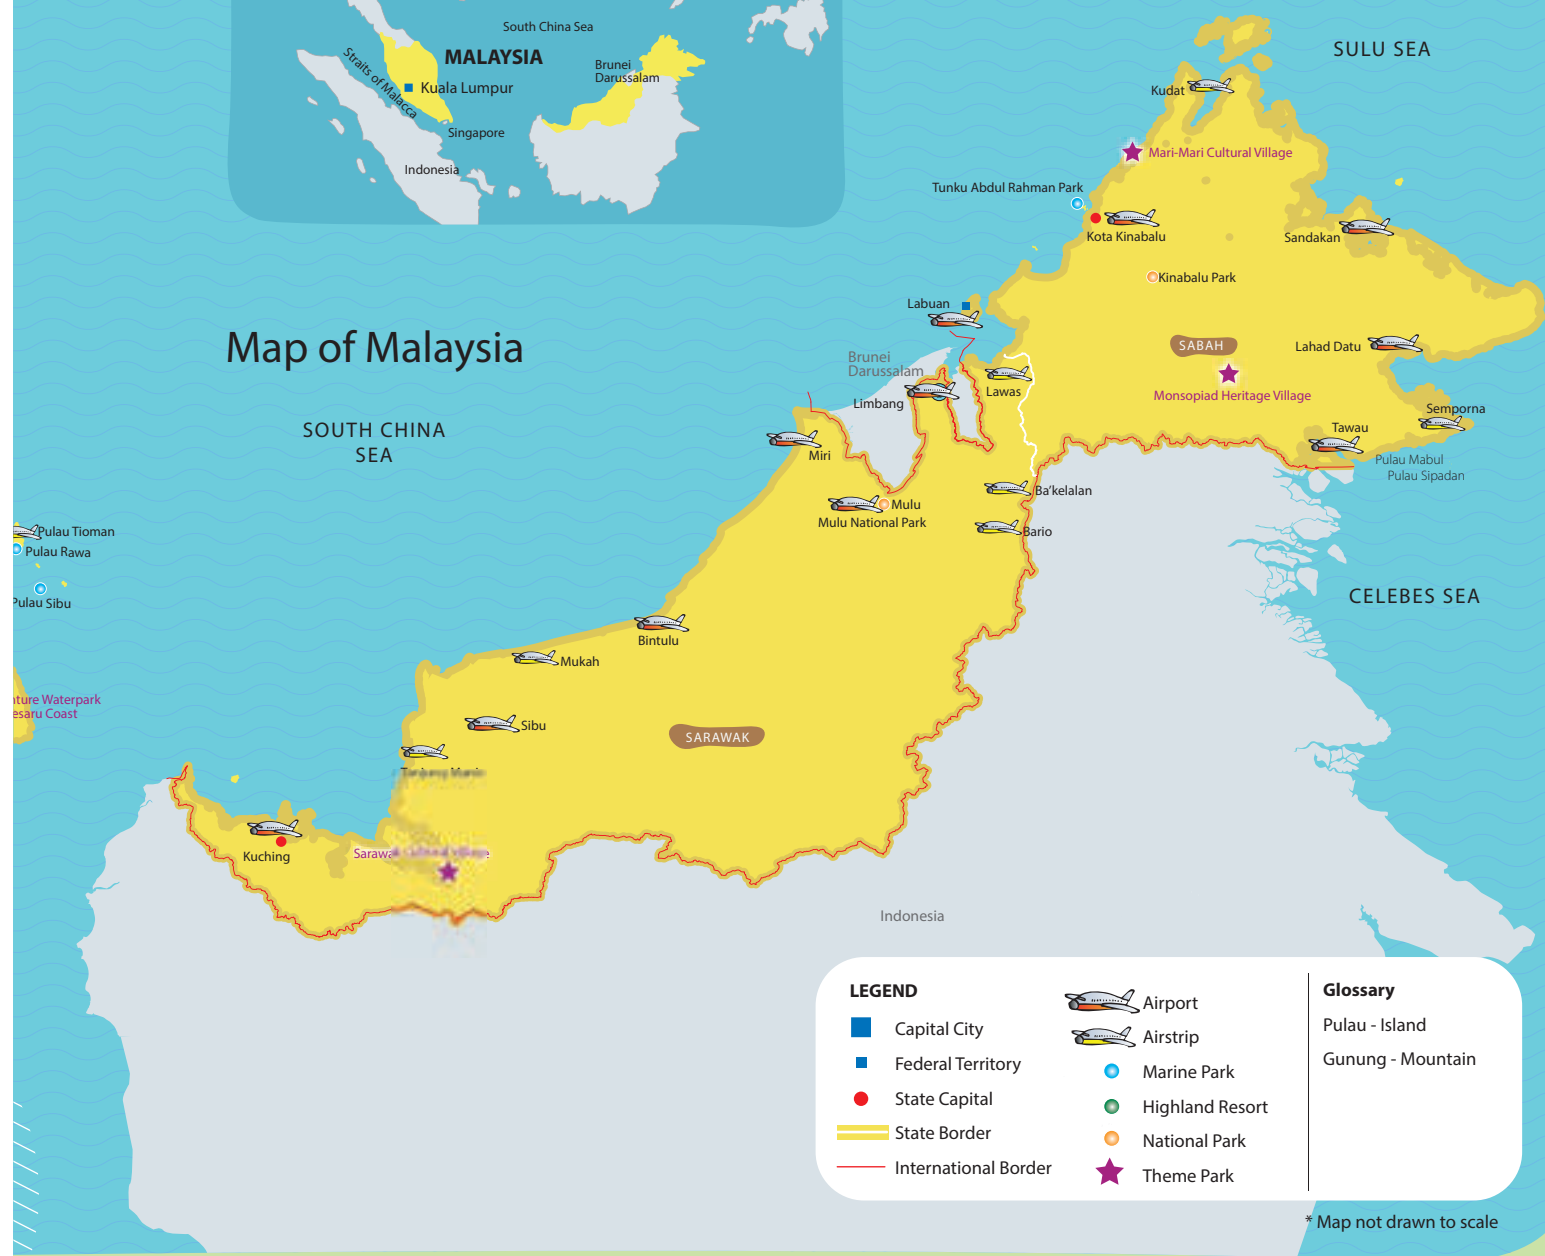 South China Sea
MALAYSIA
Straits of Malacca
Kuala Lumpur
Brunei
Darussalam
Singapore
Indonesia
SULU SEA
Kudat
Mari-Mari Cultural Village
Tunku Abdul Rahman Park
Kota Kinabalu
Sandakan
Kinabalu Park
Labuan
Map of Malaysia
SABAH
Lahad Datu
Brunei
Darussalam
Lawas
Limbang
Monsopiad Heritage Village
Semporna
Tawau
SOUTH CHINA
SEA
Miri
Pulau Mabul
Pulau Sipadan
Ba'kelalan
Mulu
Mulu National Park
Bario
Pulau Tioman
Pulau Rawa
Pulau Sibu
CELEBES SEA
Bintulu
Mukah
ture Waterpark
esaru Coast
Sibu
SARAWAK
Kuching
Indonesia
LEGEND
Capital City
Federal Territory
State Capital
State Border
International Border
Airport
Airstrip
Marine Park
Highland Resort
National Park
Theme Park
Glossary
Pulau - Island
Gunung - Mountain
* Map not drawn to scale